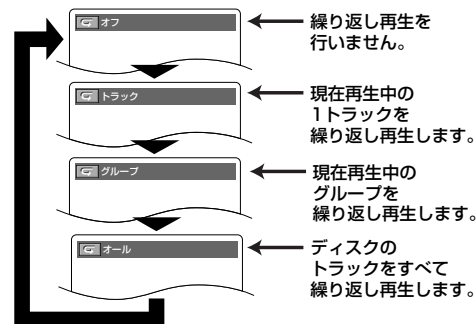 オフ
繰り返し再生を
行いません。
トラック
現在再生中の
1トラックを
繰り返し再生します。
グループ
現在再生中の
グループを
繰り返し再生します。
オール
ディスクの
トラックをすべて
繰り返し再生します。